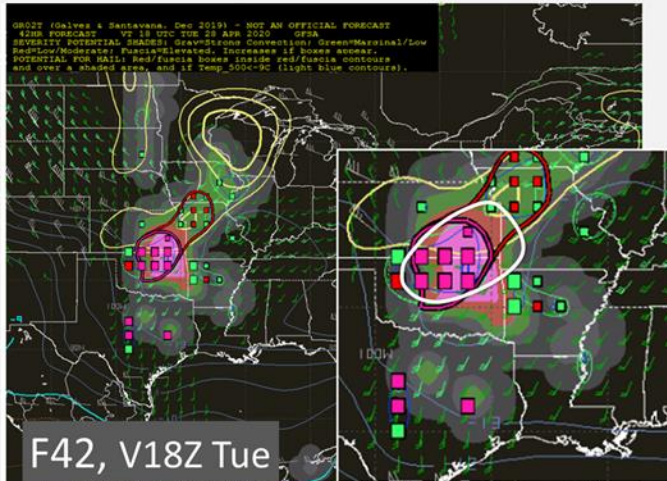 GR02T (Galvez & Santavana. Dec 2019) - NOT AN OFFICIAL FORECAST
42HR FORECAST VT 18 UTC TUE 28 APR 2020 GFSA
SEVERITY POTENTIAL SHADES: Gray=Strong Convection; Green=Marginal/Low
Red=Low/Moderate; Fuscia=Elevated. Increases if boxes appear.
POTENTIAL FOR HAIL: Red/fuscia boxes inside red/fuscia contours
and over a shaded area, and if Temp_500<-9C (light blue contours).
100W
-13
F42, V18Z Tue